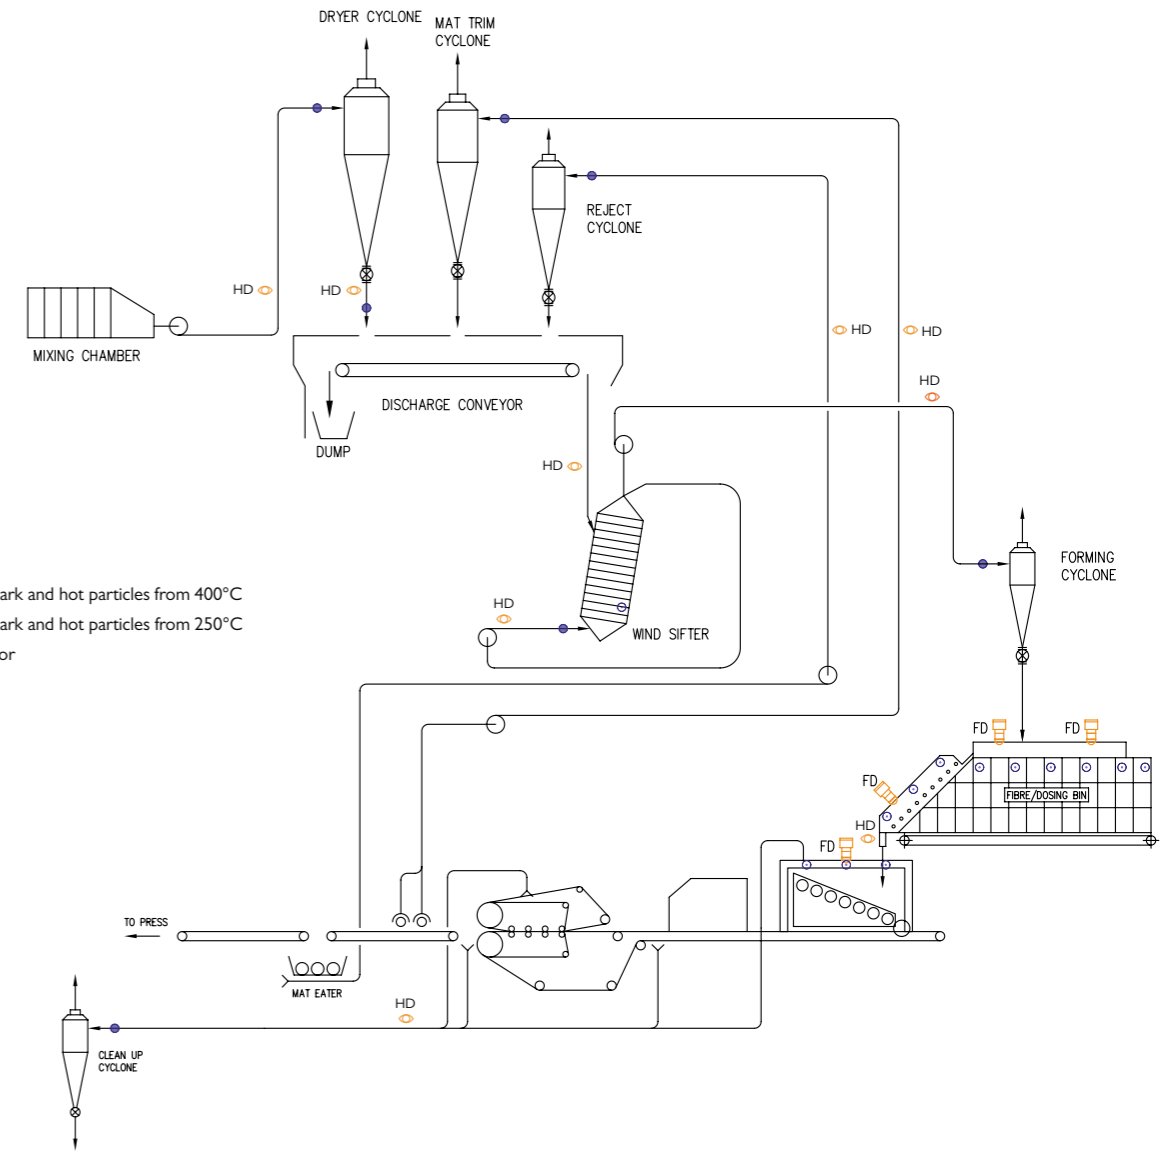 DRYER CYCLONE
MAT TRIM
CYCLONE
REJECT
CYCLONE
HD
HD
MIXING CHAMBER
HD
HD
HD
DISCHARGE CONVEYOR
DUMP
HD
FORMING
CYCLONE
ark and hot particles from 400°C
ark and hot particles from 250°C
or
HD
WIND SIFTER
FD
FD
FD
FIBRE/DOSING BIN
HD
FD
TO PRESS
MAT EATER
HD
CLEAN UP
CYCLONE